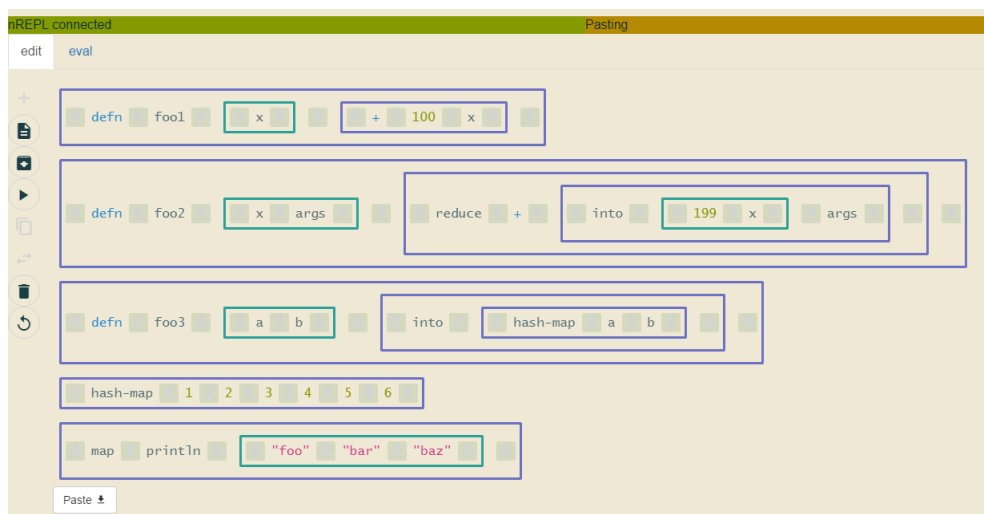 nREPL connected Pasting
edit eval
defn foo1 x + 100 x
defn foo2 x args reduce + into 199 x args
defn foo3 a b into hash-map a b
hash-map 1 2 3 4 5 6
map println "foo" "bar" "baz"
Paste